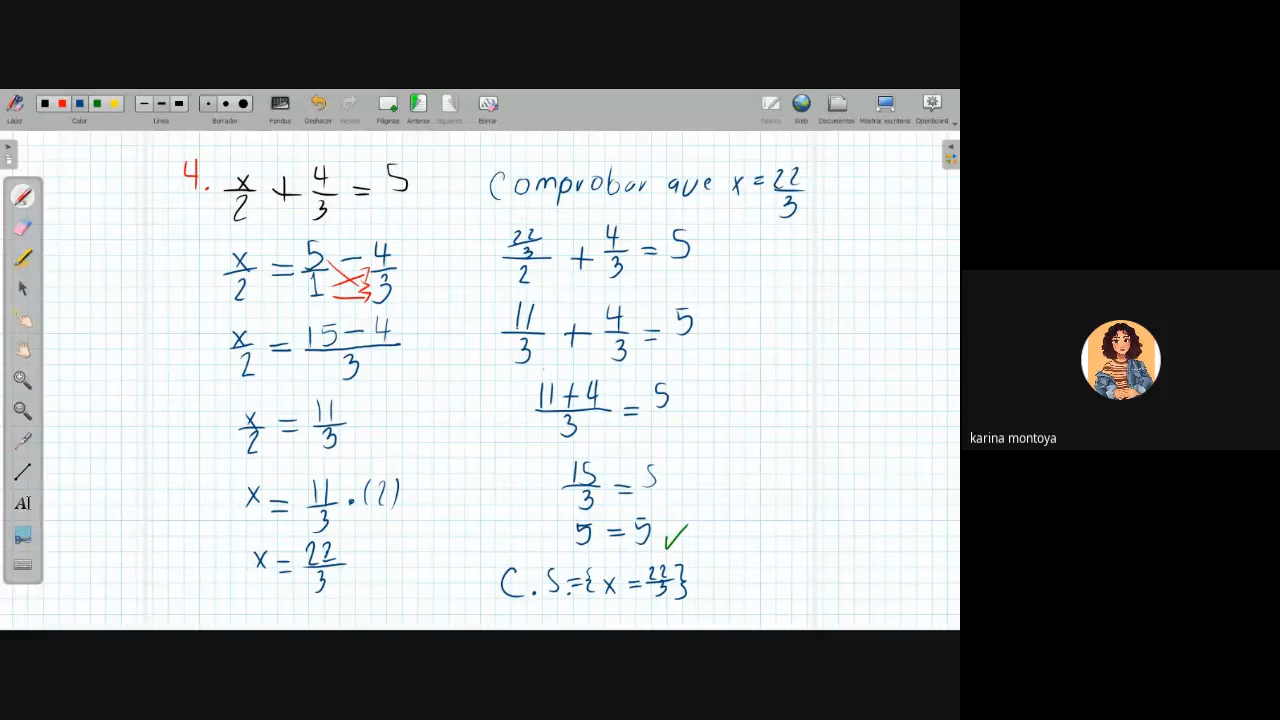 Lápiz Color Línea Borrador Fondos Deshacer Páginas Anterior Siguiente Borrar Web Documentos Mostrar escritorio OpenBoard
4. x/2 + 4/3 = 5
x/2 = 5/1 - 4/3
x/2 = (15 - 4)/3
x/2 = 11/3
x = 11/3 · (2)
x = 22/3
Comprobar que x = 22/3
(22/3)/2 + 4/3 = 5
11/3 + 4/3 = 5
(11 + 4)/3 = 5
15/3 = 5
5 = 5 ✓
C.S.={x = 22/3}
AI
karina montoya